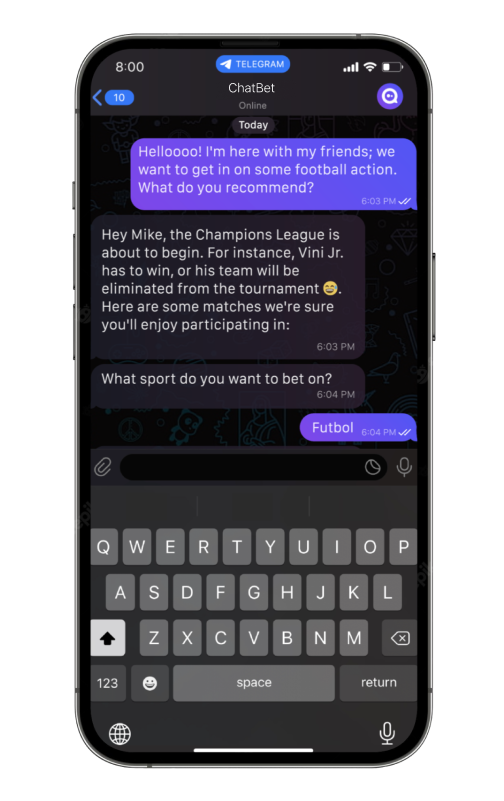 8:00
TELEGRAM
10
ChatBet
Online
Today
Helloooo! I'm here with my friends; we
want to get in on some football action.
What do you recommend?
6:03 PM
Hey Mike, the Champions League is
about to begin. For instance, Vini Jr.
has to win, or his team will be
eliminated from the tournament 😄.
Here are some matches we're sure
you'll enjoy participating in:
6:03 PM
What sport do you want to bet on?
6:04 PM
Futbol
6:04 PM
Q W E R T Y U I O P
A S D F G H J K L
Z X C V B N M
123
space
return